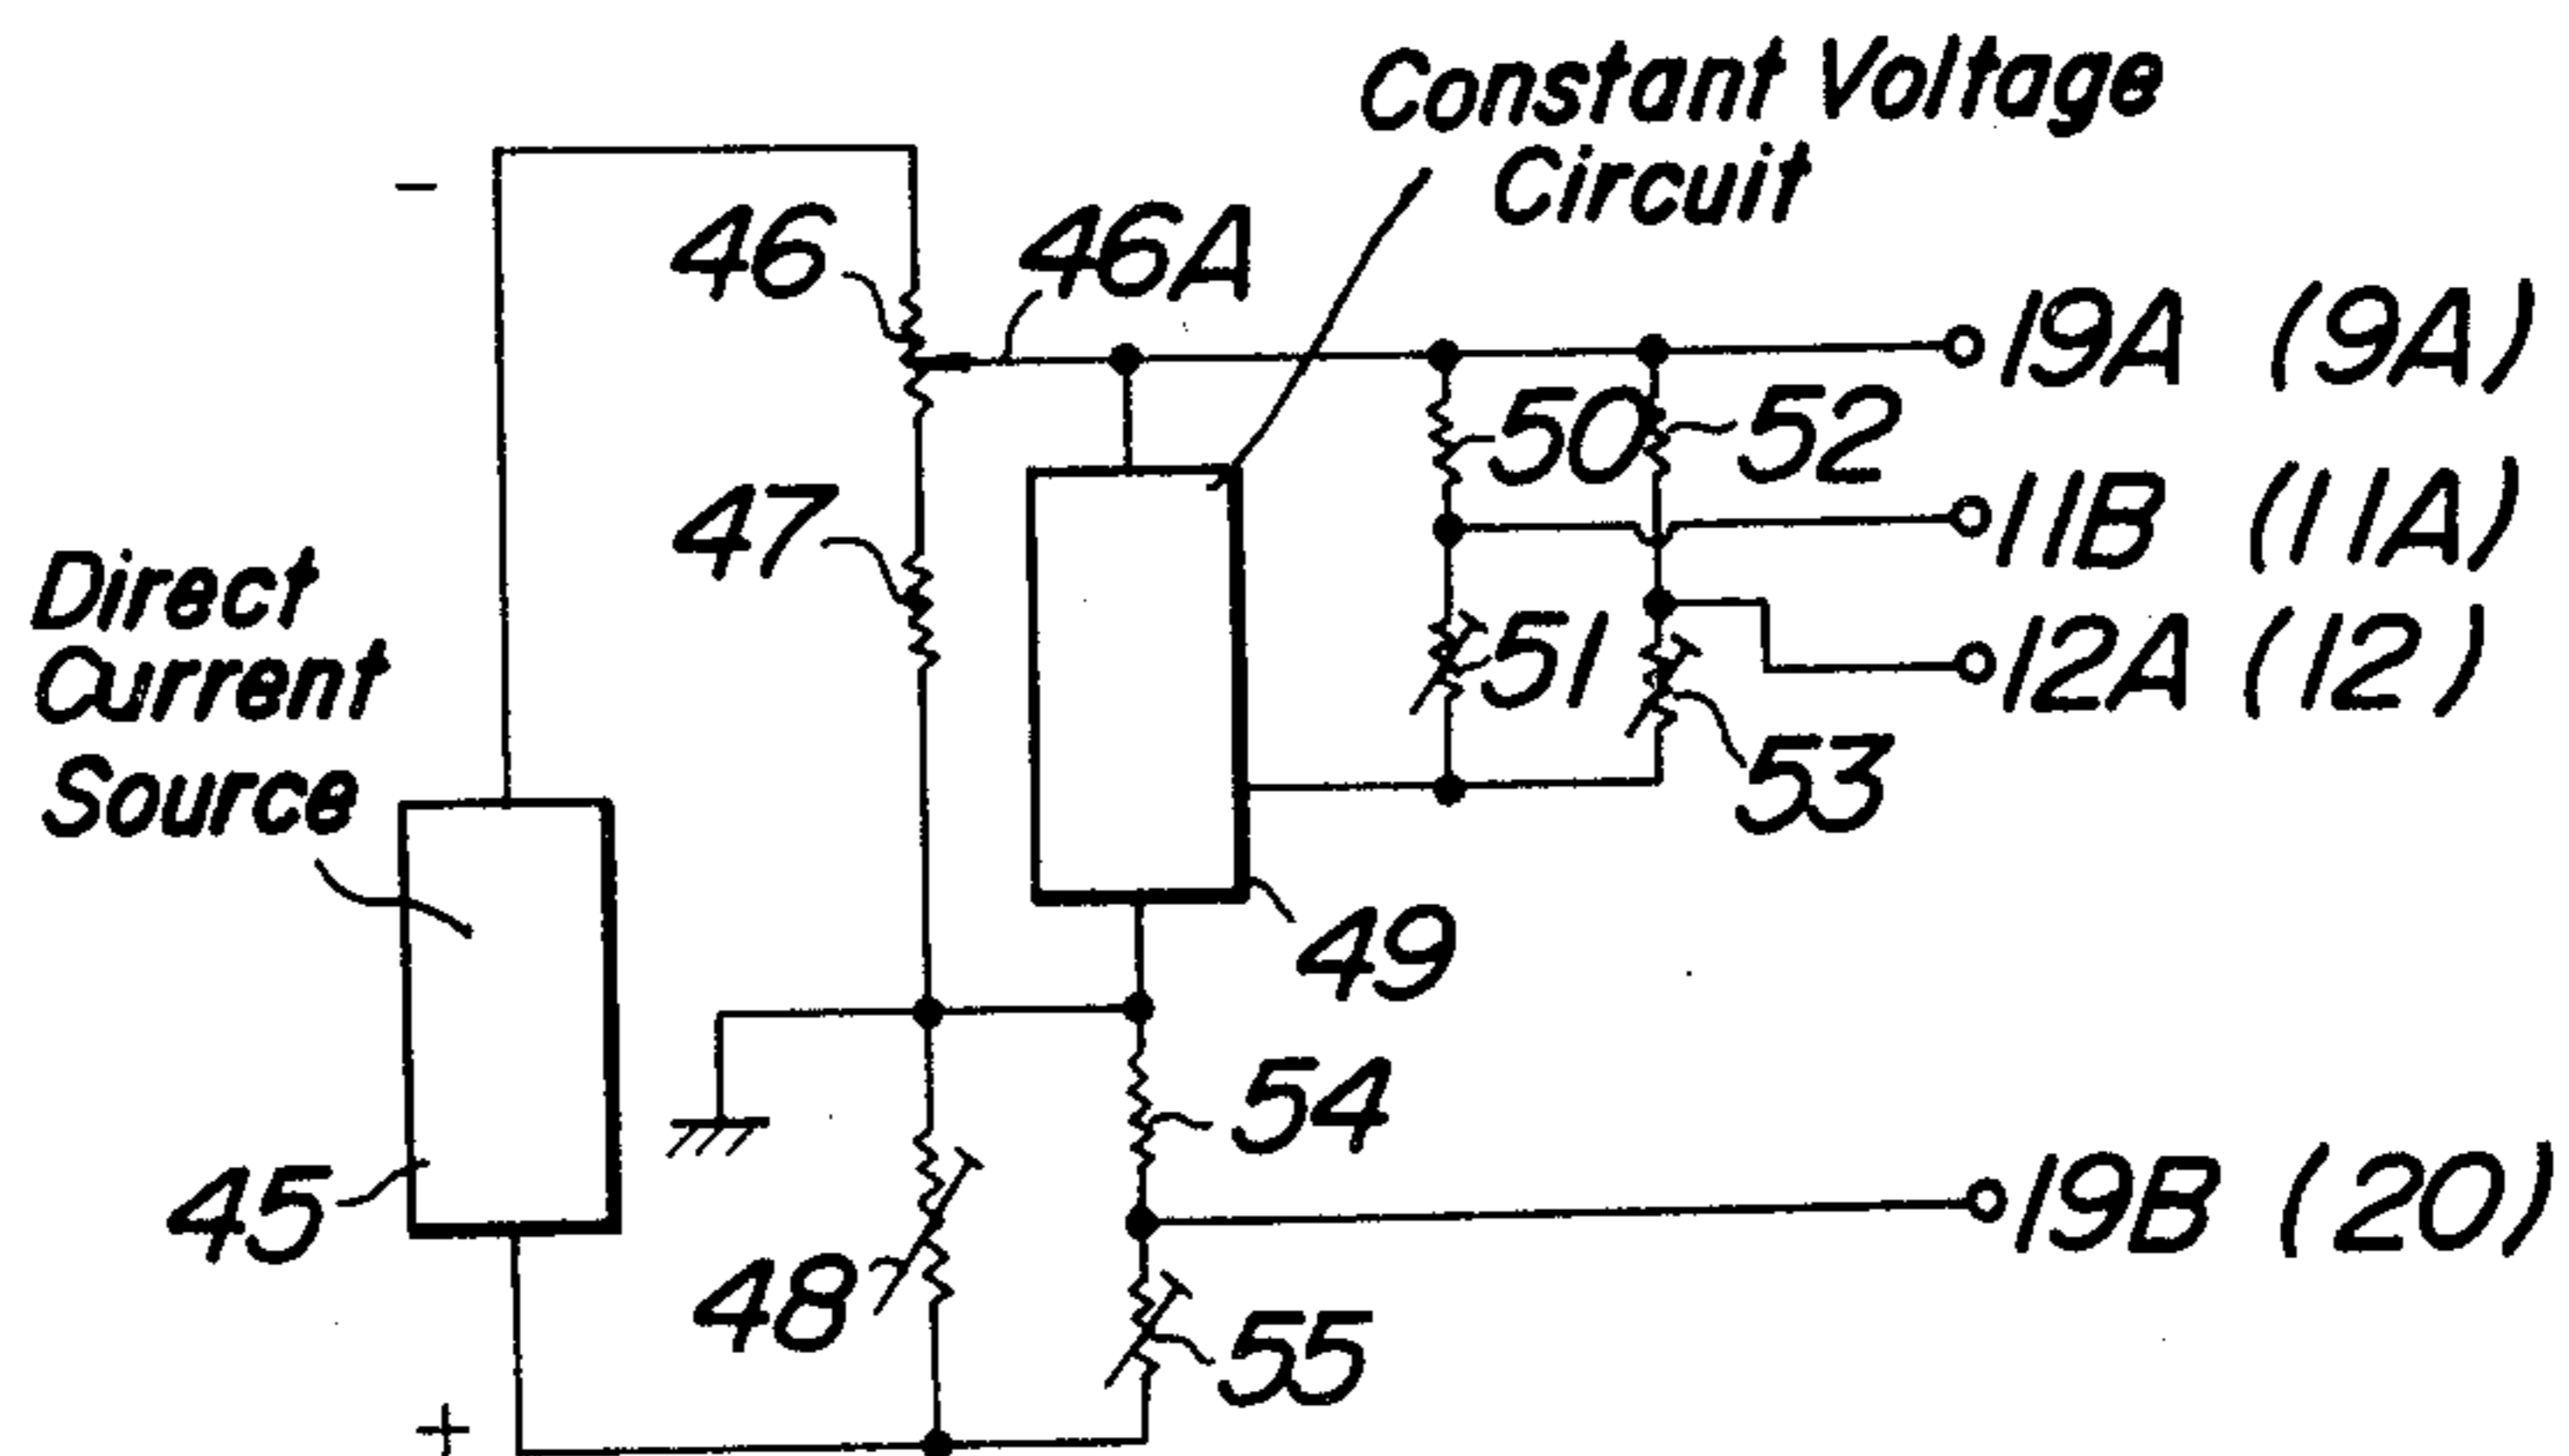 Constant Voltage
Circuit
−
46
46A
19A (9A)
50
52
11B (11A)
47
Direct
Current
Source
51
12A (12)
53
49
54
45
19B (20)
48
55
+